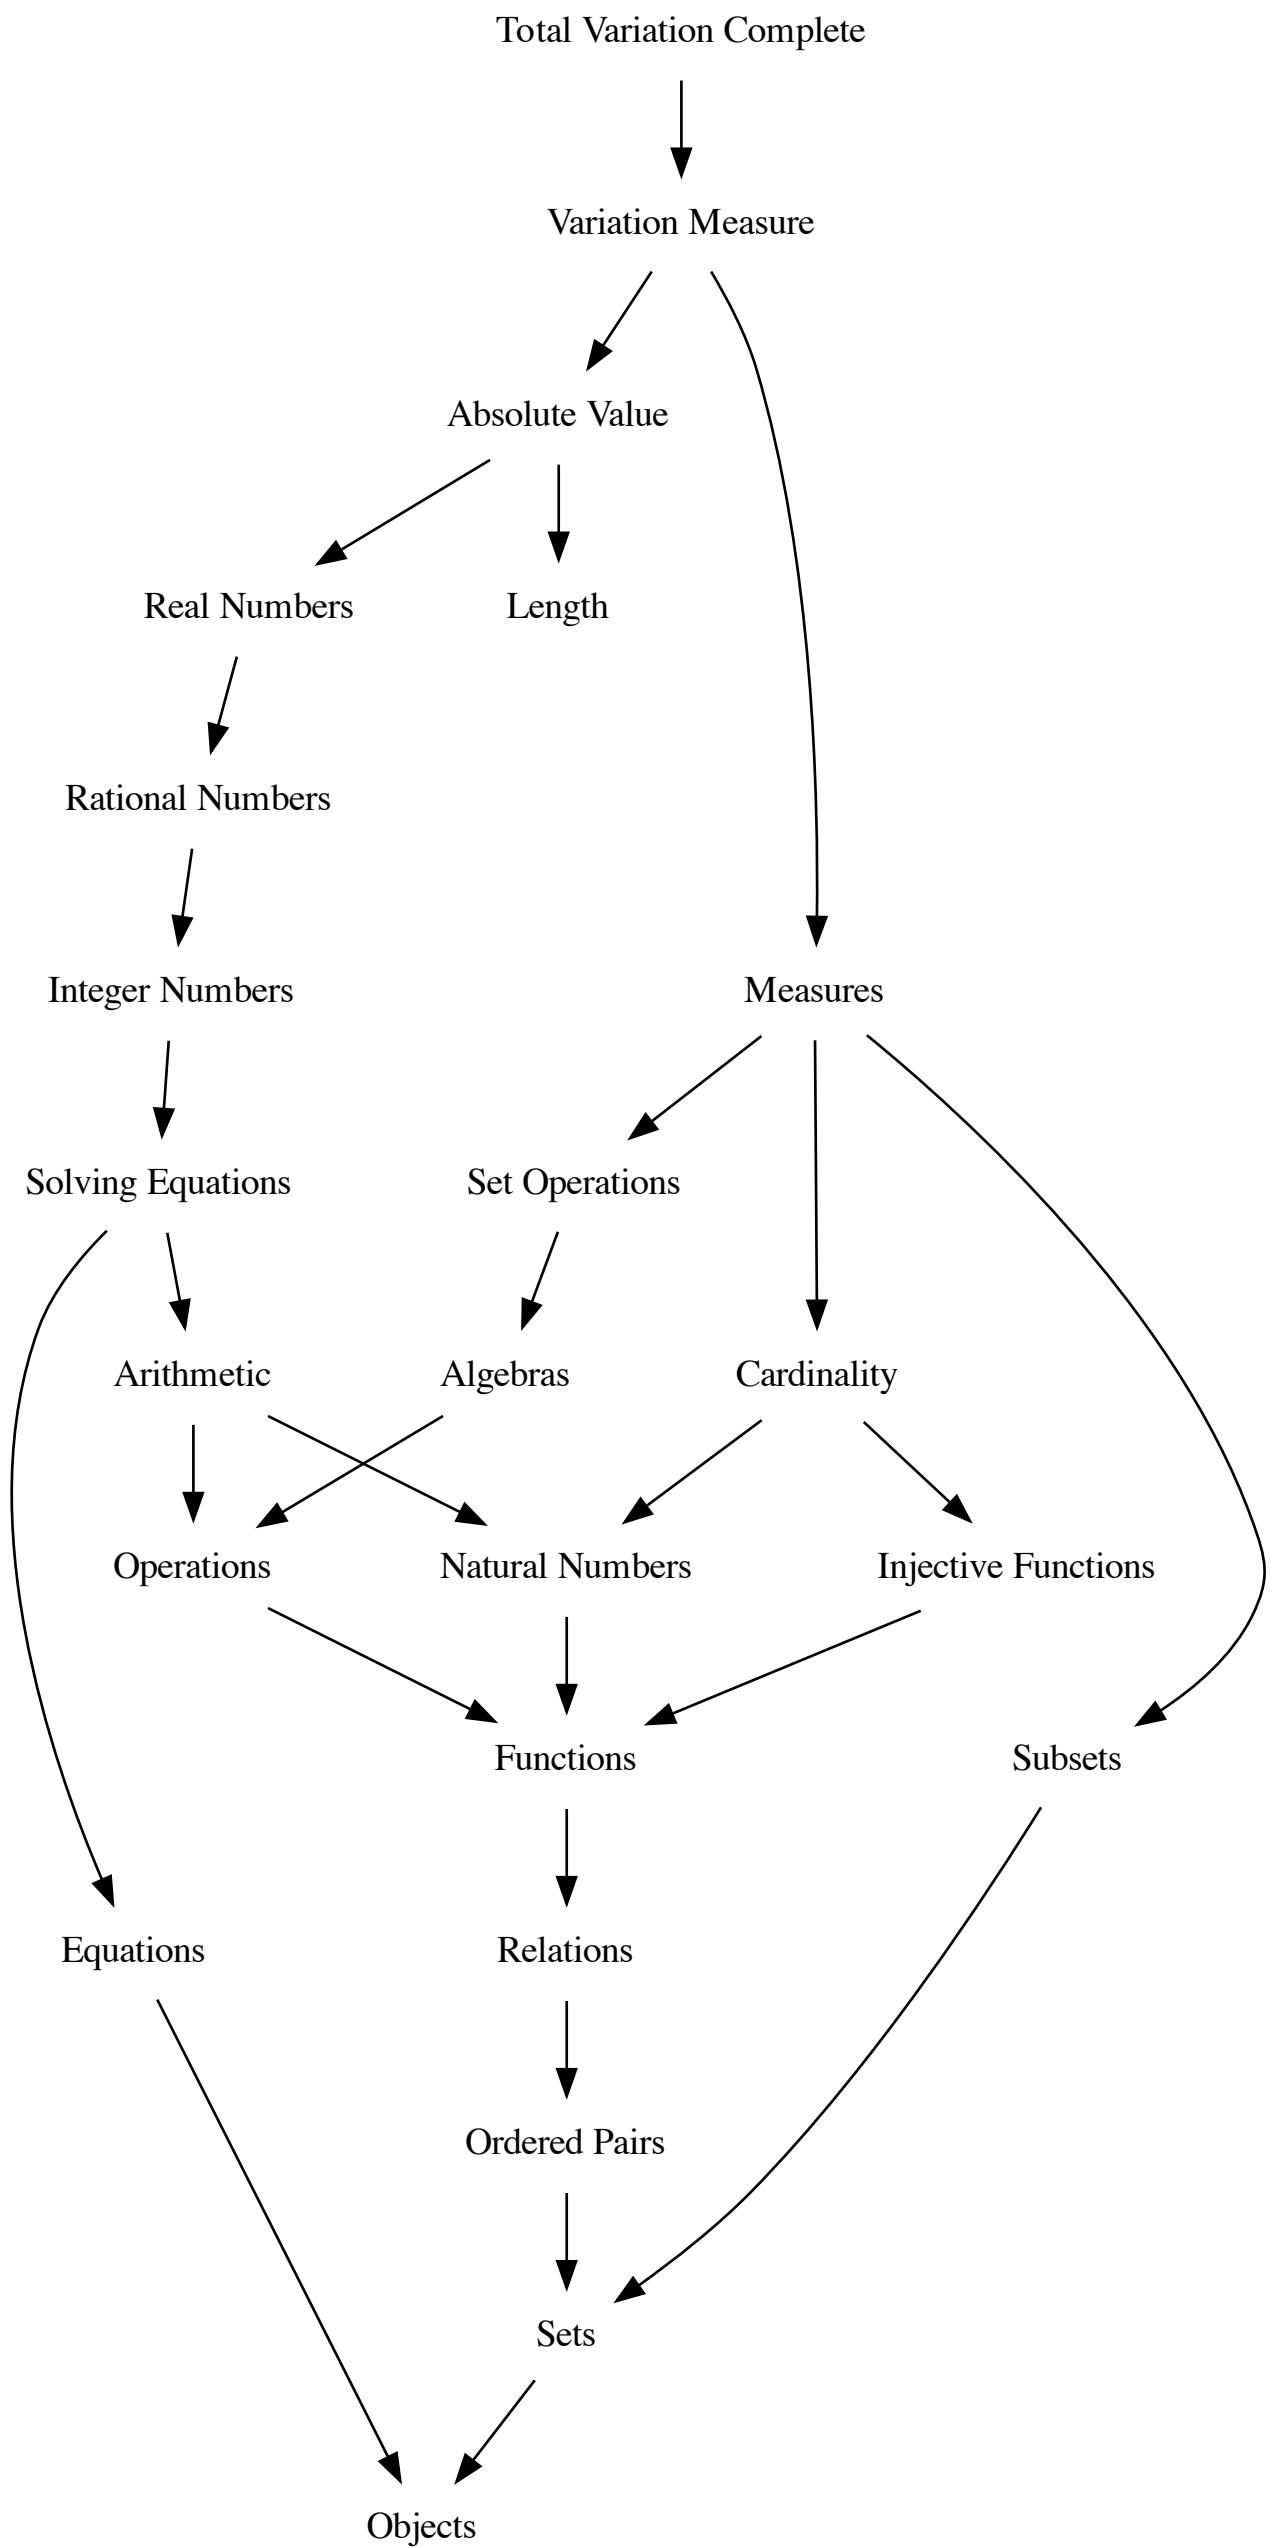 Total Variation Complete
Variation Measure
Absolute Value
Real Numbers
Length
Rational Numbers
Integer Numbers
Measures
Solving Equations
Set Operations
Arithmetic
Algebras
Cardinality
Operations
Natural Numbers
Injective Functions
Functions
Subsets
Equations
Relations
Ordered Pairs
Sets
Objects